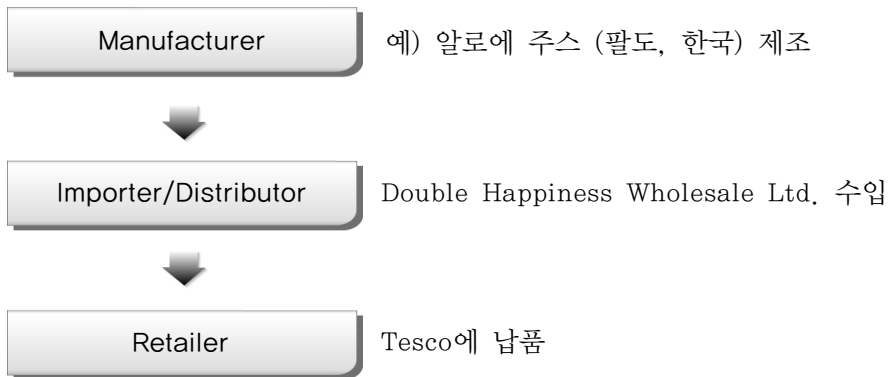 Manufacturer 예) 알로에 주스 (팔도, 한국) 제조
Importer/Distributor Double Happiness Wholesale Ltd. 수입
Retailer Tesco에 납품